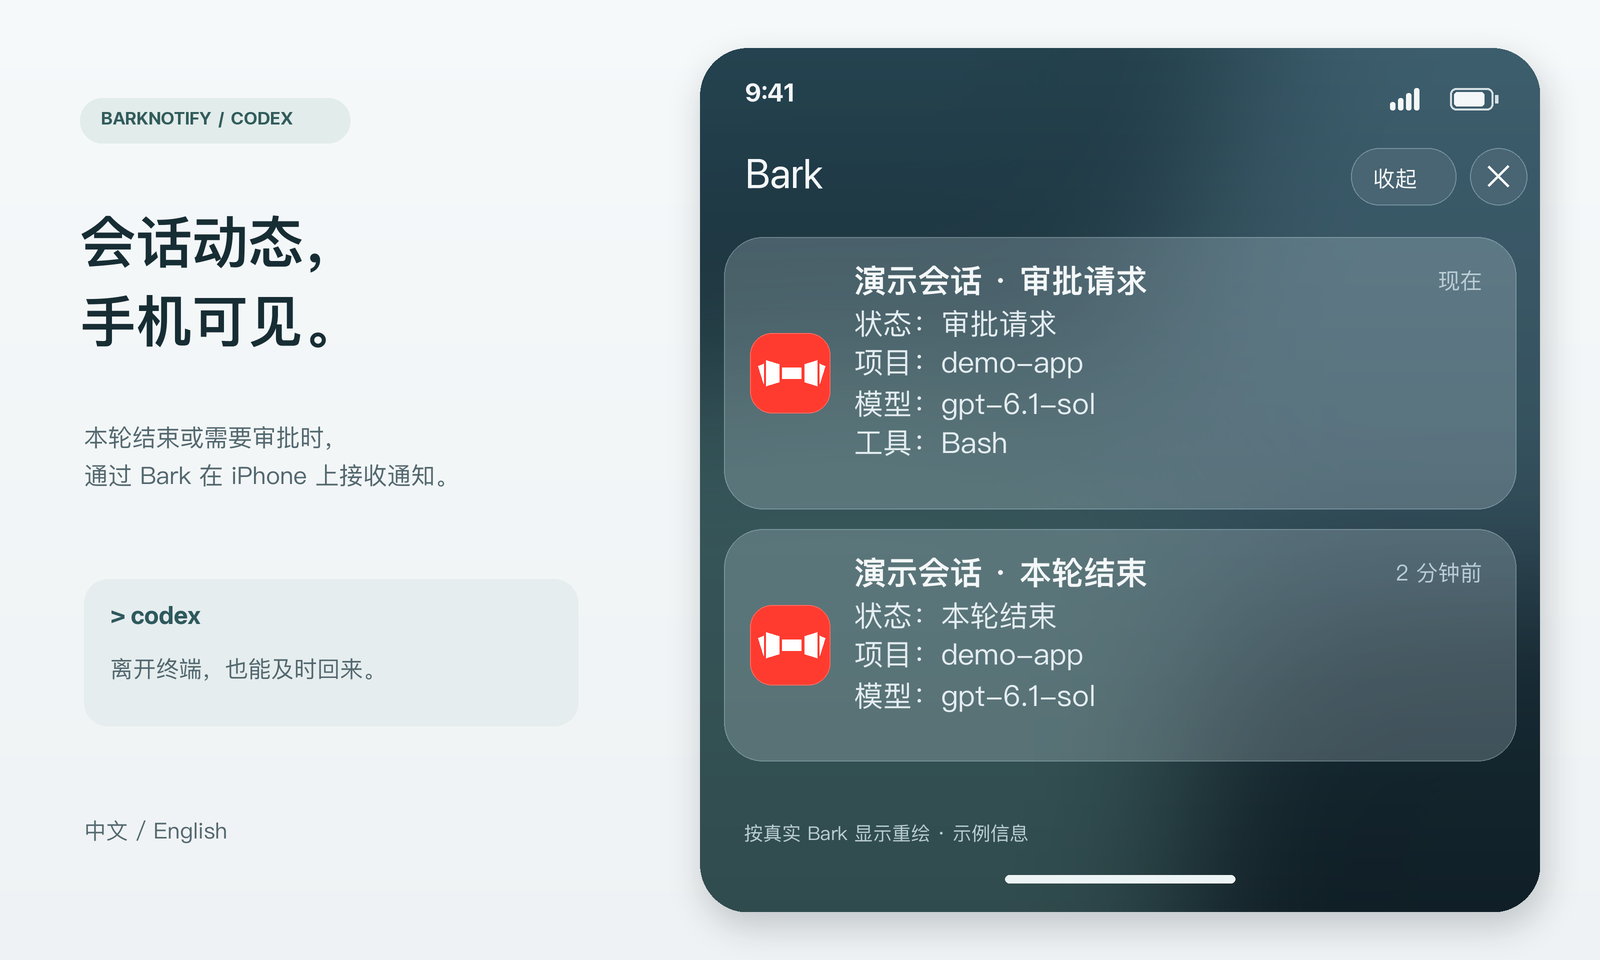 BARKNOTIFY / CODEX
会话动态，
手机可见。
本轮结束或需要审批时，
通过 Bark 在 iPhone 上接收通知。
> codex
离开终端，也能及时回来。
中文 / English
9:41
Bark
收起
演示会话 · 审批请求
现在
状态：审批请求
项目：demo-app
模型：gpt-6.1-sol
工具：Bash
演示会话 · 本轮结束
2 分钟前
状态：本轮结束
项目：demo-app
模型：gpt-6.1-sol
按真实 Bark 显示重绘 · 示例信息